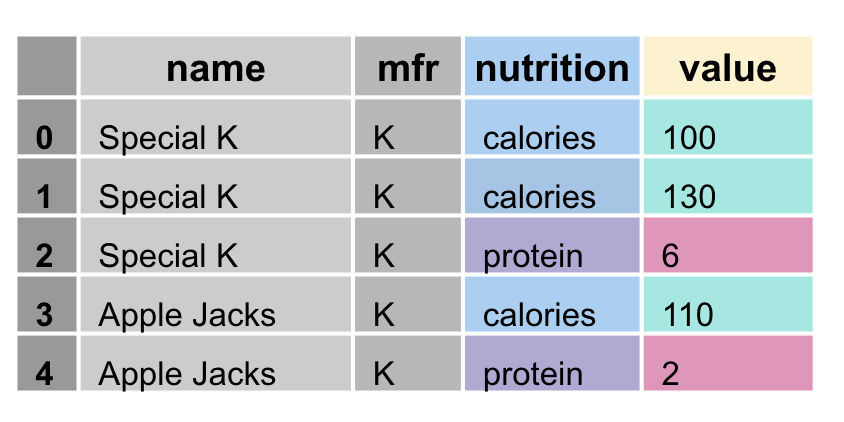 name mfr nutrition value
0 Special K K calories 100
1 Special K K calories 130
2 Special K K protein 6
3 Apple Jacks K calories 110
4 Apple Jacks K protein 2